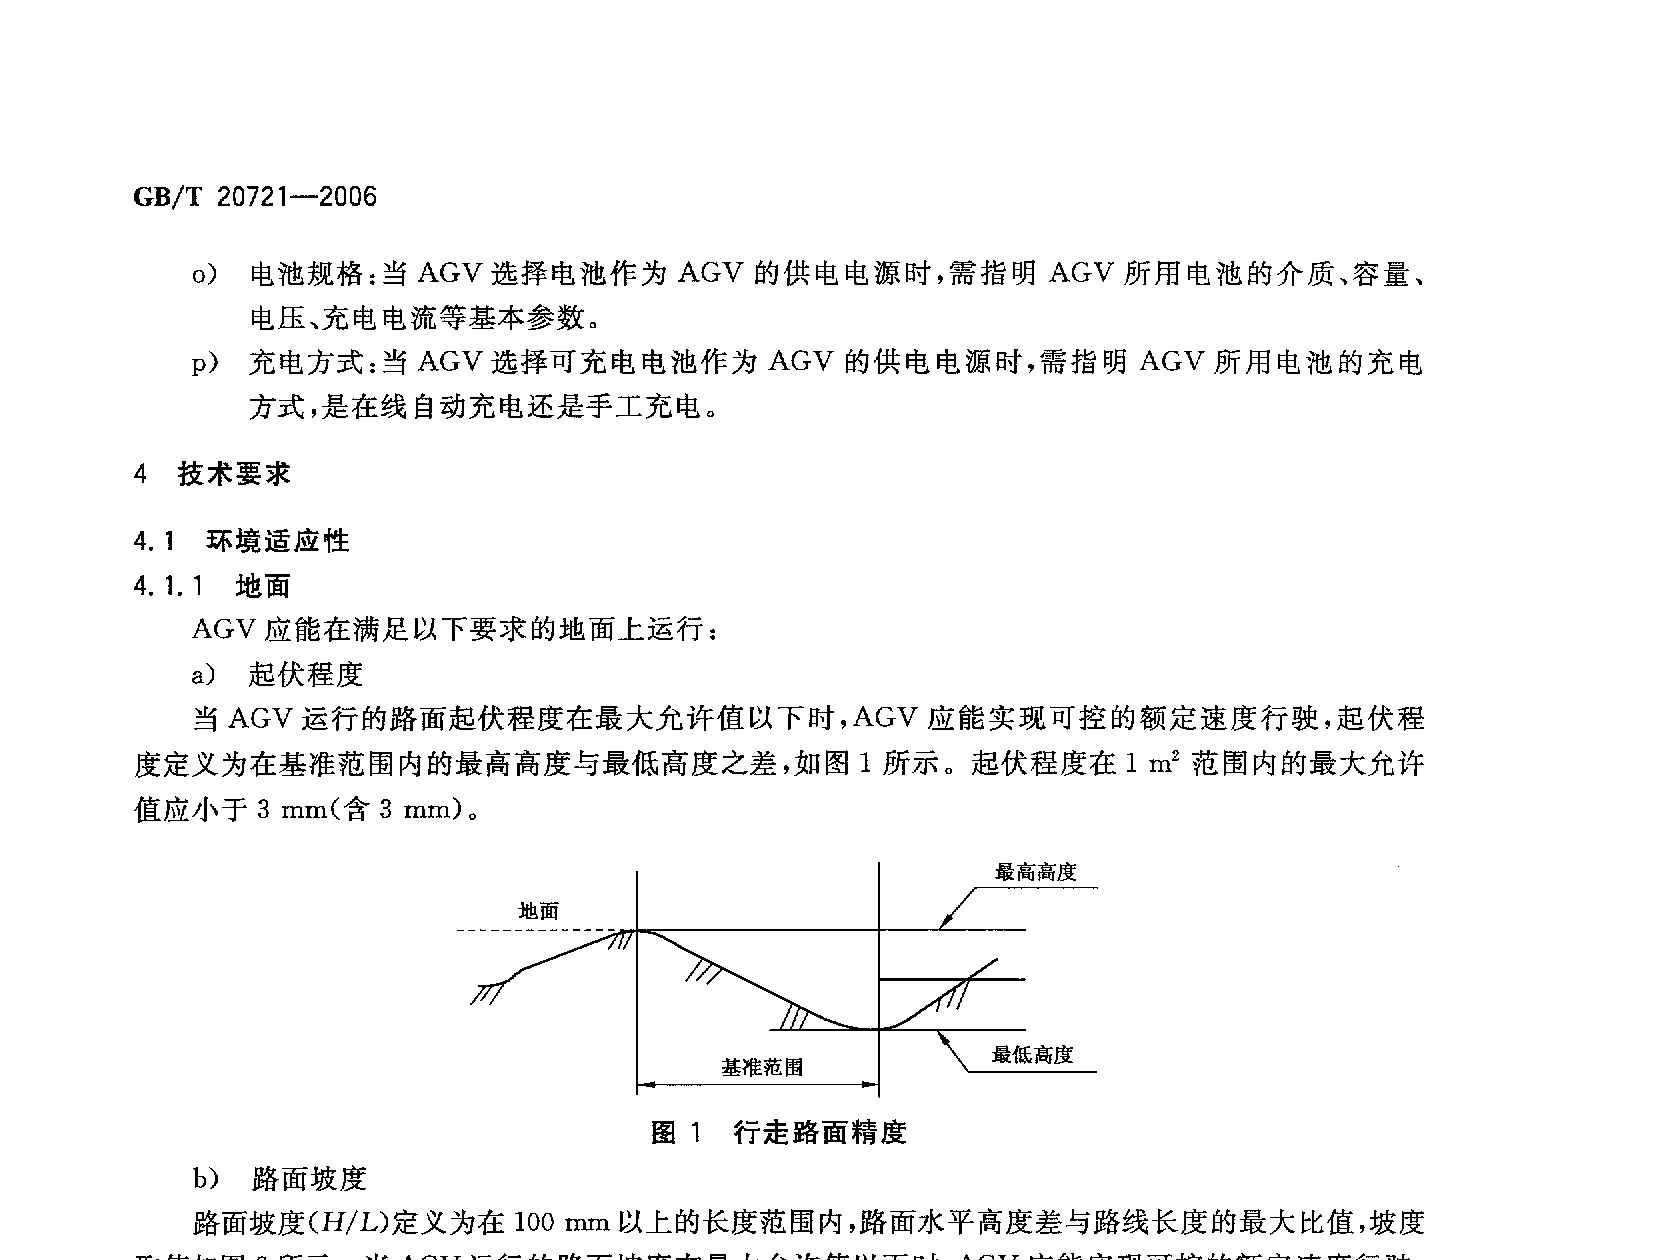 GB/T 20721—2006
o) 电池规格:当 AGV 选择电池作为 AGV 的供电电源时,需指明 AGV 所用电池的介质、容量、
电压、充电电流等基本参数。
p) 充电方式:当 AGV 选择可充电电池作为 AGV 的供电电源时,需指明 AGV 所用电池的充电
方式,是在线自动充电还是手工充电。
4 技术要求
4.1 环境适应性
4.1.1 地面
AGV 应能在满足以下要求的地面上运行:
a) 起伏程度
当 AGV 运行的路面起伏程度在最大允许值以下时,AGV 应能实现可控的额定速度行驶,起伏程
度定义为在基准范围内的最高高度与最低高度之差,如图 1 所示。起伏程度在 1 m² 范围内的最大允许
值应小于 3 mm(含 3 mm)。
最高高度
地面
最低高度
基准范围
图 1 行走路面精度
b) 路面坡度
路面坡度(H/L)定义为在 100 mm 以上的长度范围内,路面水平高度差与路线长度的最大比值,坡度